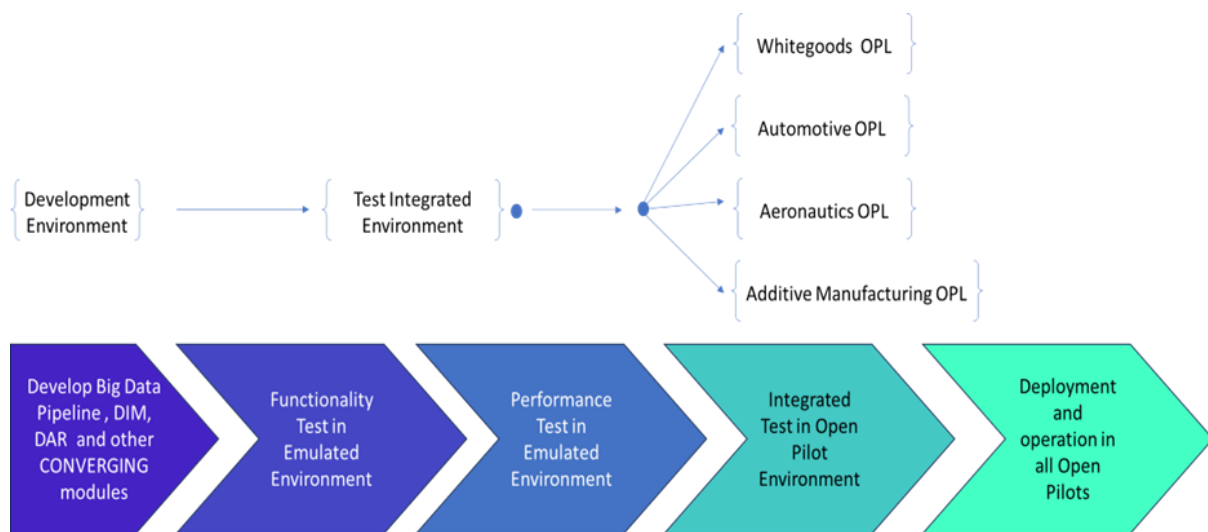 Whitegoods OPL
Automotive OPL
Development
Environment
Test Integrated
Environment
Aeronautics OPL
Additive Manufacturing OPL
Develop Big Data
Pipeline , DIM,
DAR and other
CONVERGING
modules
Functionality
Test in
Emulated
Environment
Performance
Test in
Emulated
Environment
Integrated
Test in Open
Pilot
Environment
Deployment
and
operation in
all Open
Pilots